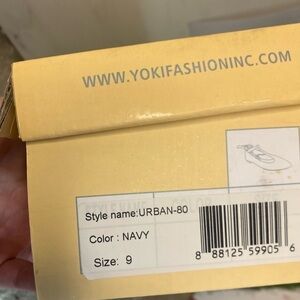 WWW.YOKIFASHIONINC.COM
Style name:URBAN-80
Color : NAVY
Size: 9
8 88125 59905 6